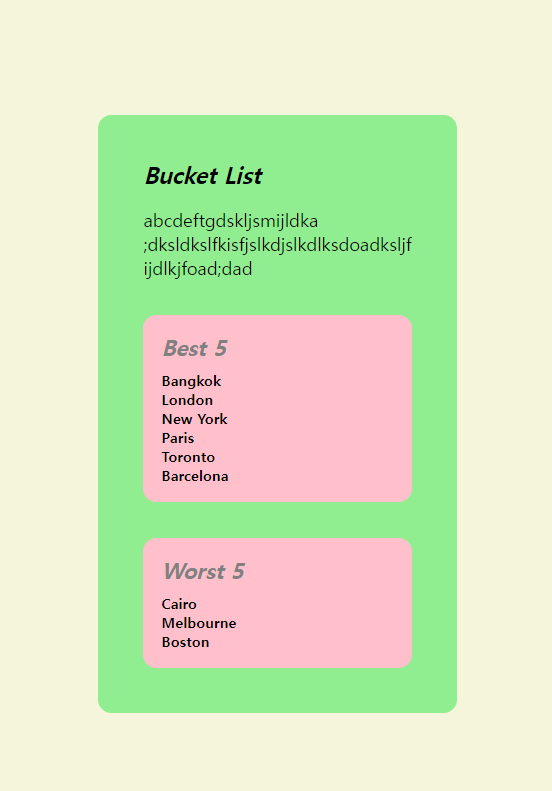 Bucket List
abcdeftgdskljsmijldka
;dksldkslfkisfjslkdjslkdlksdoadksljf
ijdlkjfoad;dad
Best 5
Bangkok
London
New York
Paris
Toronto
Barcelona
Worst 5
Cairo
Melbourne
Boston